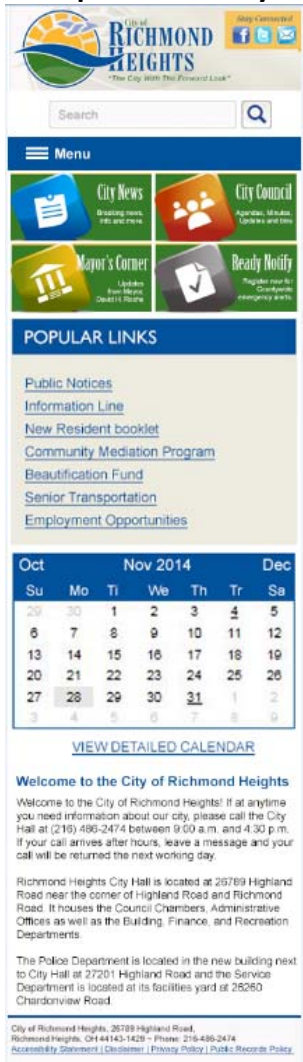 City of
RICHMOND
HEIGHTS
"The City With The Forward Look"
Stay Connected
Search
Menu
City News
Breaking news,
info and more.
City Council
Agendas, Minutes,
Updates and bios
Mayor's Corner
Updates
from Mayor,
David H. Roche
Ready Notify
Register now for
Countywide
emergency alerts.
POPULAR LINKS
Public Notices
Information Line
New Resident booklet
Community Mediation Program
Beautification Fund
Senior Transportation
Employment Opportunities
Oct Nov 2014 Dec
Su Mo Ti We Th Tr Sa
29 30 1 2 3 4 5
6 7 8 9 10 11 12
13 14 15 16 17 18 19
20 21 22 23 24 25 26
27 28 29 30 31 1 2
3 4 5 6 7 8 9
VIEW DETAILED CALENDAR
Welcome to the City of Richmond Heights
Welcome to the City of Richmond Heights! If at anytime
you need information about our city, please call the City
Hall at (216) 486-2474 between 9:00 a.m. and 4:30 p.m.
If your call arrives after hours, leave a message and your
call will be returned the next working day.
Richmond Heights City Hall is located at 26789 Highland
Road near the corner of Highland Road and Richmond
Road. It houses the Council Chambers, Administrative
Offices as well as the Building, Finance, and Recreation
Departments.
The Police Department is located in the new building next
to City Hall at 27201 Highland Road and the Service
Department is located at its facilities yard at 26260
Chardonview Road.
City of Richmond Heights, 26789 Highland Road,
Richmond Heights, OH 44143-1429 ~ Phone: 216-486-2474
Accessibility Statement | Disclaimer | Privacy Policy | Public Records Policy